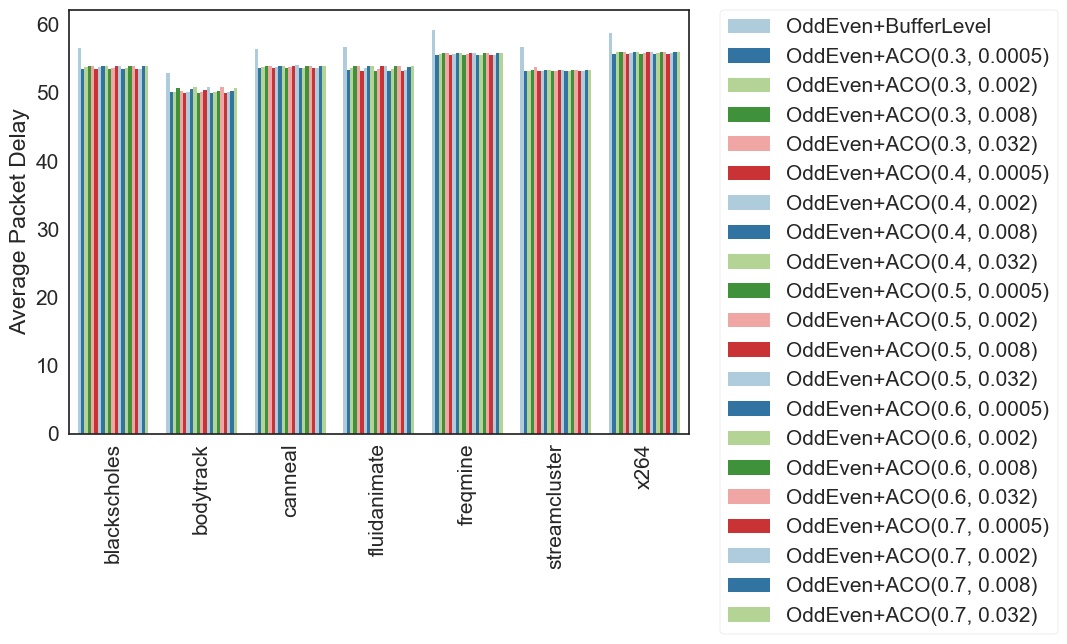 60
50
40
30
20
10
0
Average Packet Delay
blackscholes
bodytrack
canneal
fluidanimate
freqmine
streamcluster
x264
OddEven+BufferLevel
OddEven+ACO(0.3, 0.0005)
OddEven+ACO(0.3, 0.002)
OddEven+ACO(0.3, 0.008)
OddEven+ACO(0.3, 0.032)
OddEven+ACO(0.4, 0.0005)
OddEven+ACO(0.4, 0.002)
OddEven+ACO(0.4, 0.008)
OddEven+ACO(0.4, 0.032)
OddEven+ACO(0.5, 0.0005)
OddEven+ACO(0.5, 0.002)
OddEven+ACO(0.5, 0.008)
OddEven+ACO(0.5, 0.032)
OddEven+ACO(0.6, 0.0005)
OddEven+ACO(0.6, 0.002)
OddEven+ACO(0.6, 0.008)
OddEven+ACO(0.6, 0.032)
OddEven+ACO(0.7, 0.0005)
OddEven+ACO(0.7, 0.002)
OddEven+ACO(0.7, 0.008)
OddEven+ACO(0.7, 0.032)